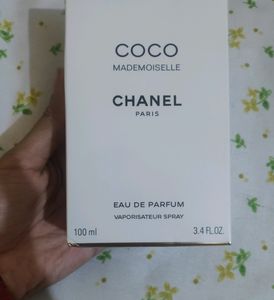 COCO
MADEMOISELLE
CHANEL
PARIS
EAU DE PARFUM
VAPORISATEUR SPRAY
100 ml 3.4 FL.OZ.